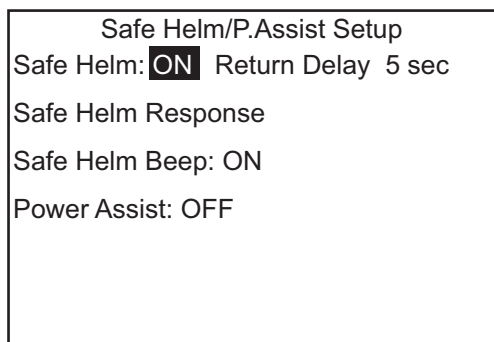 Safe Helm/P.Assist Setup
Safe Helm: ON Return Delay 5 sec
Safe Helm Response
Safe Helm Beep: ON
Power Assist: OFF